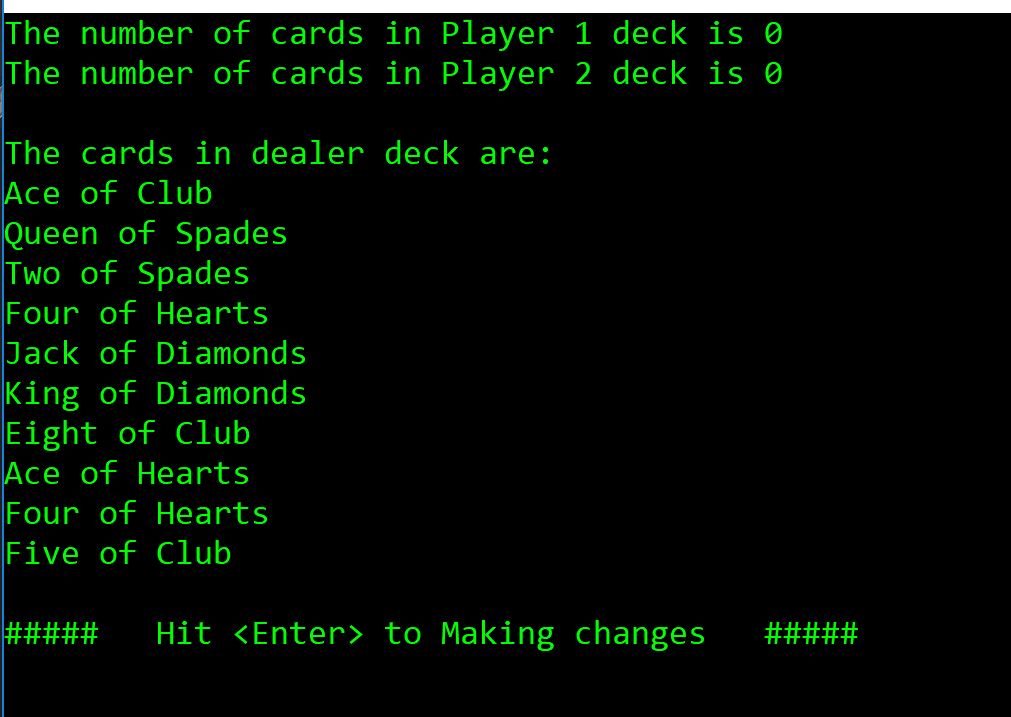 The number of cards in Player 1 deck is 0
The number of cards in Player 2 deck is 0
The cards in dealer deck are:
Ace of Club
Queen of Spades
Two of Spades
Four of Hearts
Jack of Diamonds
King of Diamonds
Eight of Club
Ace of Hearts
Four of Hearts
Five of Club
#####   Hit <Enter> to Making changes   #####